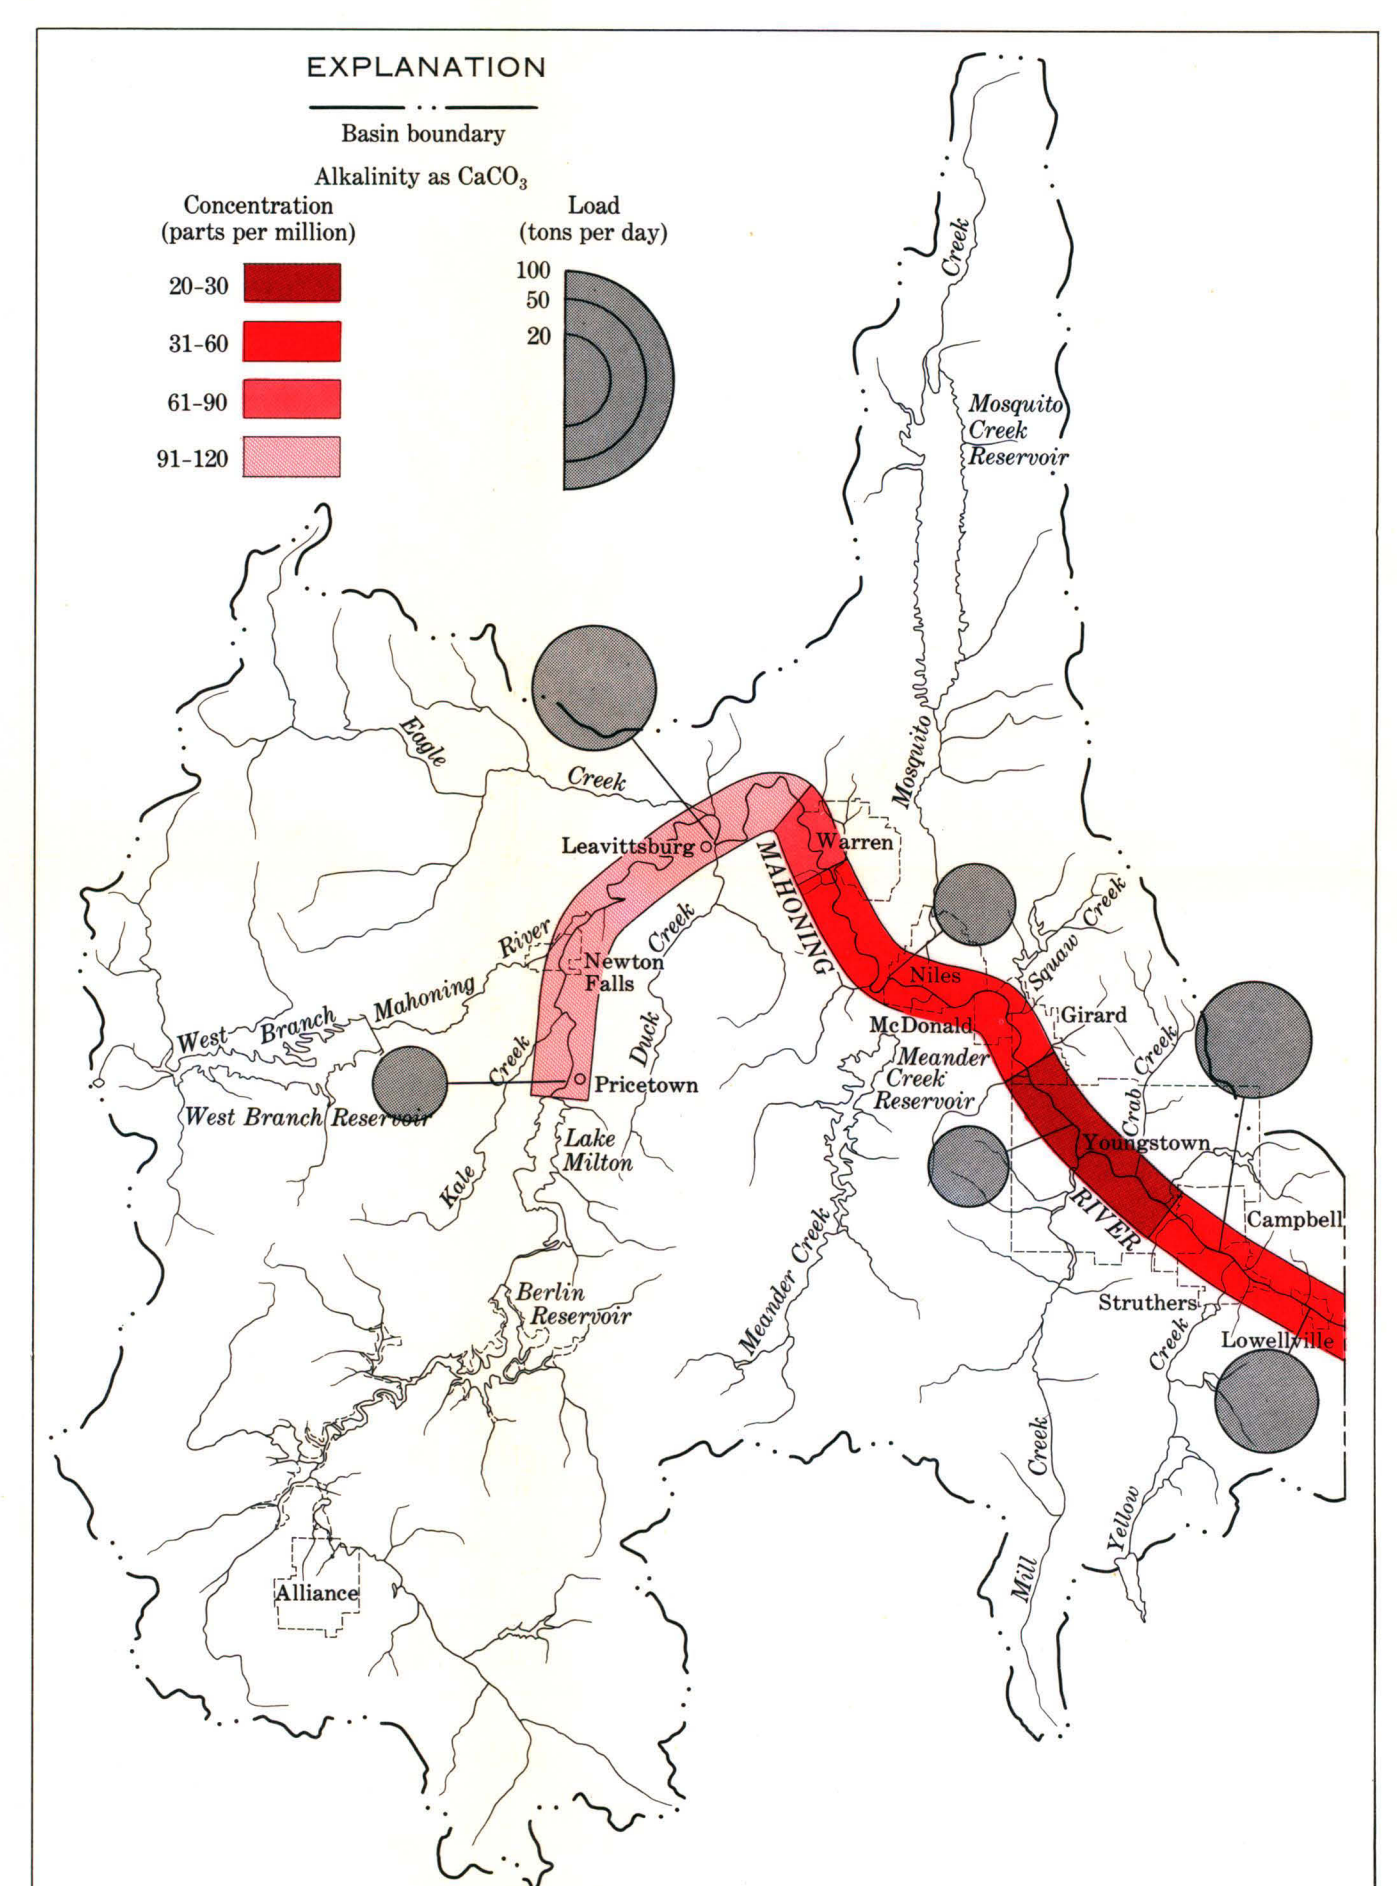 EXPLANATION
Basin boundary
Alkalinity as CaCO3
Concentration
(parts per million)
Load
(tons per day)
20-30
31-60
61-90
91-120
100
50
20
Creek
Mosquito
Creek
Reservoir
Mosquito
Eagle
Creek
Leavittsburg
Warren
MAHONING
Creek
Duck
River
Newton
Falls
Niles
Squaw Creek
McDonald
Girard
West Branch Mahoning
Meander
Creek
Reservoir
Creek
Kale
Pricetown
West Branch Reservoir
Lake
Milton
Crab Creek
Youngstown
RIVER
Campbell
Meander Creek
Berlin
Reservoir
Struthers
Lowellville
Creek
Yellow
Creek
Mill
Alliance